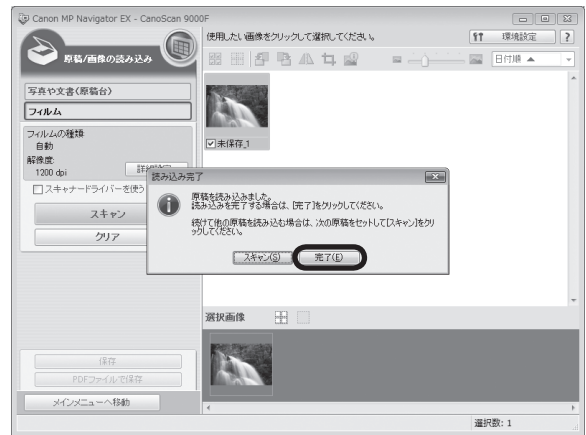 Canon MP Navigator EX - CanoScan 9000F
原稿/画像の読み込み
使用したい画像をクリックして選択してください。
環境設定
?
日付順 ▲
写真や文書(原稿台)
フィルム
フィルムの種類
自動
解像度
1200 dpi
スキャナードライバーを使う
スキャン
クリア
未保存_1
読み込み完了
原稿を読み込みました。
読み込みを完了する場合は、[完了]をクリックしてください。
続けて他の原稿を読み込む場合は、次の原稿をセットして[スキャン]をクリ
ックしてください。
スキャン(S)
完了(E)
選択画像
保存
PDFファイルで保存
メインメニューへ移動
選択数: 1